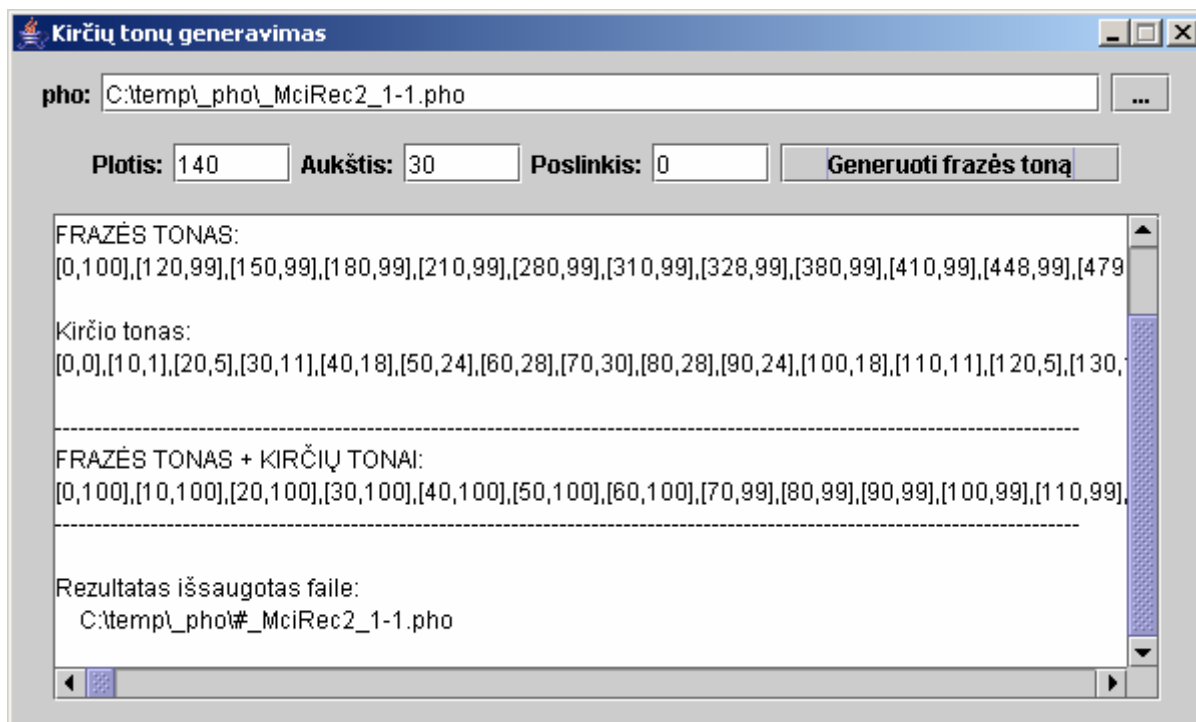 Kirčių tonų generavimas
pho: C:\temp\_pho\_MciRec2_1-1.pho ...
Plotis: 140 Aukštis: 30 Poslinkis: 0 Generuoti frazės toną
FRAZĖS TONAS:
[0,100],[120,99],[150,99],[180,99],[210,99],[280,99],[310,99],[328,99],[380,99],[410,99],[448,99],[479
Kirčio tonas:
[0,0],[10,1],[20,5],[30,11],[40,18],[50,24],[60,28],[70,30],[80,28],[90,24],[100,18],[110,11],[120,5],[130,
--------------------------------------------------------------------------------------------------------------------------------
FRAZĖS TONAS + KIRČIŲ TONAI:
[0,100],[10,100],[20,100],[30,100],[40,100],[50,100],[60,100],[70,99],[80,99],[90,99],[100,99],[110,99],
--------------------------------------------------------------------------------------------------------------------------------
Rezultatas išsaugotas faile:
C:\temp\_pho\#_MciRec2_1-1.pho